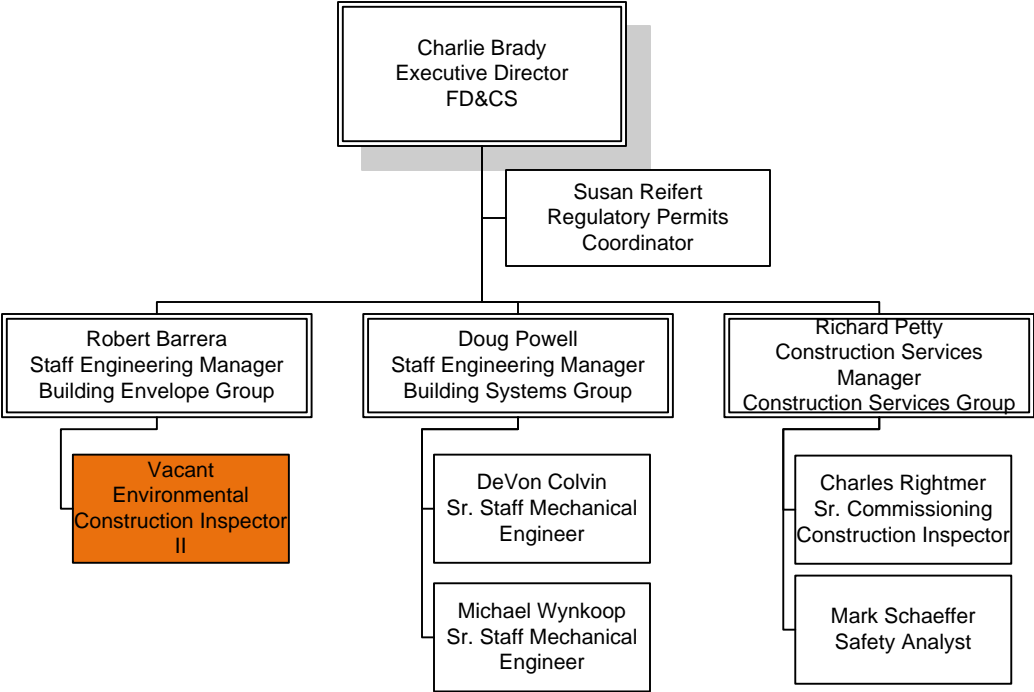 Charlie Brady
Executive Director
FD&CS
Susan Reifert
Regulatory Permits
Coordinator
Robert Barrera
Staff Engineering Manager
Building Envelope Group
Doug Powell
Staff Engineering Manager
Building Systems Group
Richard Petty
Construction Services
Manager
Construction Services Group
Vacant
Environmental
Construction Inspector
II
DeVon Colvin
Sr. Staff Mechanical
Engineer
Charles Rightmer
Sr. Commissioning
Construction Inspector
Michael Wynkoop
Sr. Staff Mechanical
Engineer
Mark Schaeffer
Safety Analyst